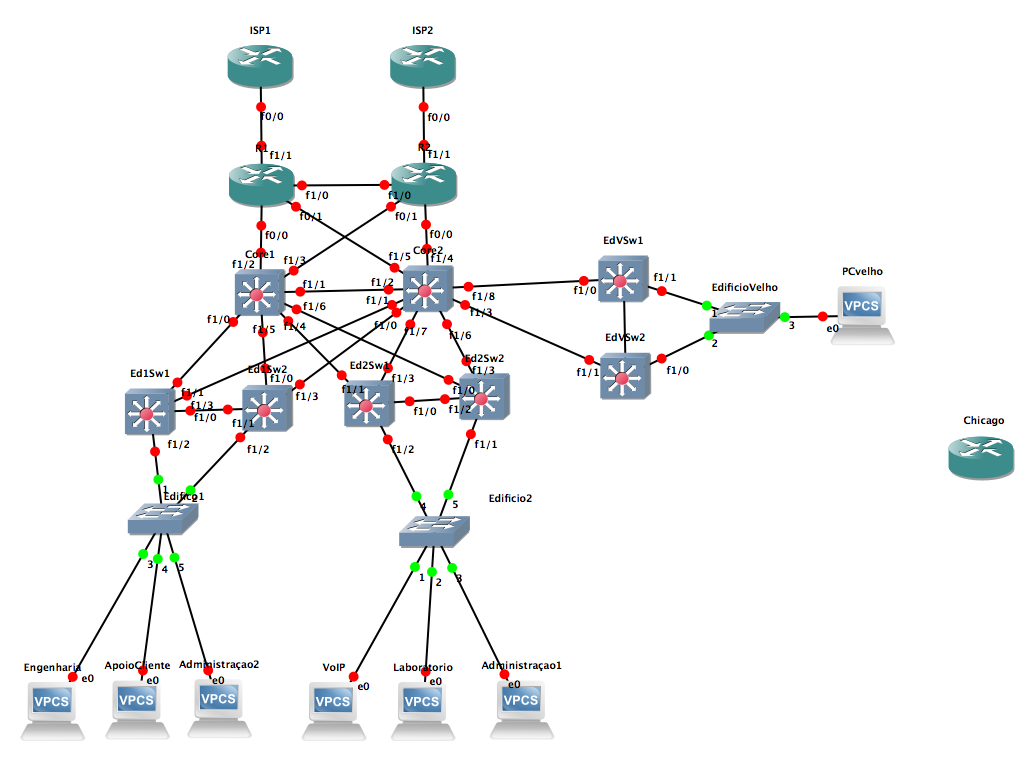 ISP1
ISP2
f0/0
f0/0
R1
f1/1
R2
f1/1
f1/0
f1/0
f0/1
f0/1
f0/0
f0/0
Core1
f1/2
f1/3
f1/5
Core2
f1/4
EdVSw1
f1/1
f1/2
f1/1
f1/8
f1/0
EdificioVelho
PCvelho
VPCS
f1/6
f1/1
f1/3
1
3
e0
f1/0
f1/5
f1/4
f1/0
f1/7
f1/6
EdVSw2
2
Ed1Sw1
Ed1Sw2
Ed2Sw1
Ed2Sw2
f1/1
f1/0
f1/1
f1/3
f1/1
f1/3
f1/0
f1/0
f1/3
f1/3
f1/0
f1/1
f1/0
f1/2
f1/2
f1/2
f1/2
f1/1
Chicago
1
2
Edifico1
4
5
Edificio2
3
4
5
1
2
3
Engenharia
e0
ApoioCliente
e0
Administraçao2
e0
VoIP
e0
Laboratorio
e0
Administraçao1
e0
VPCS
VPCS
VPCS
VPCS
VPCS
VPCS